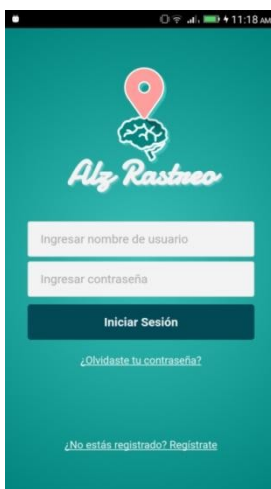 11:18 AM
Alz Rastreo
Ingresar nombre de usuario
Ingresar contraseña
Iniciar Sesión
¿Olvidaste tu contraseña?
¿No estás registrado? Regístrate